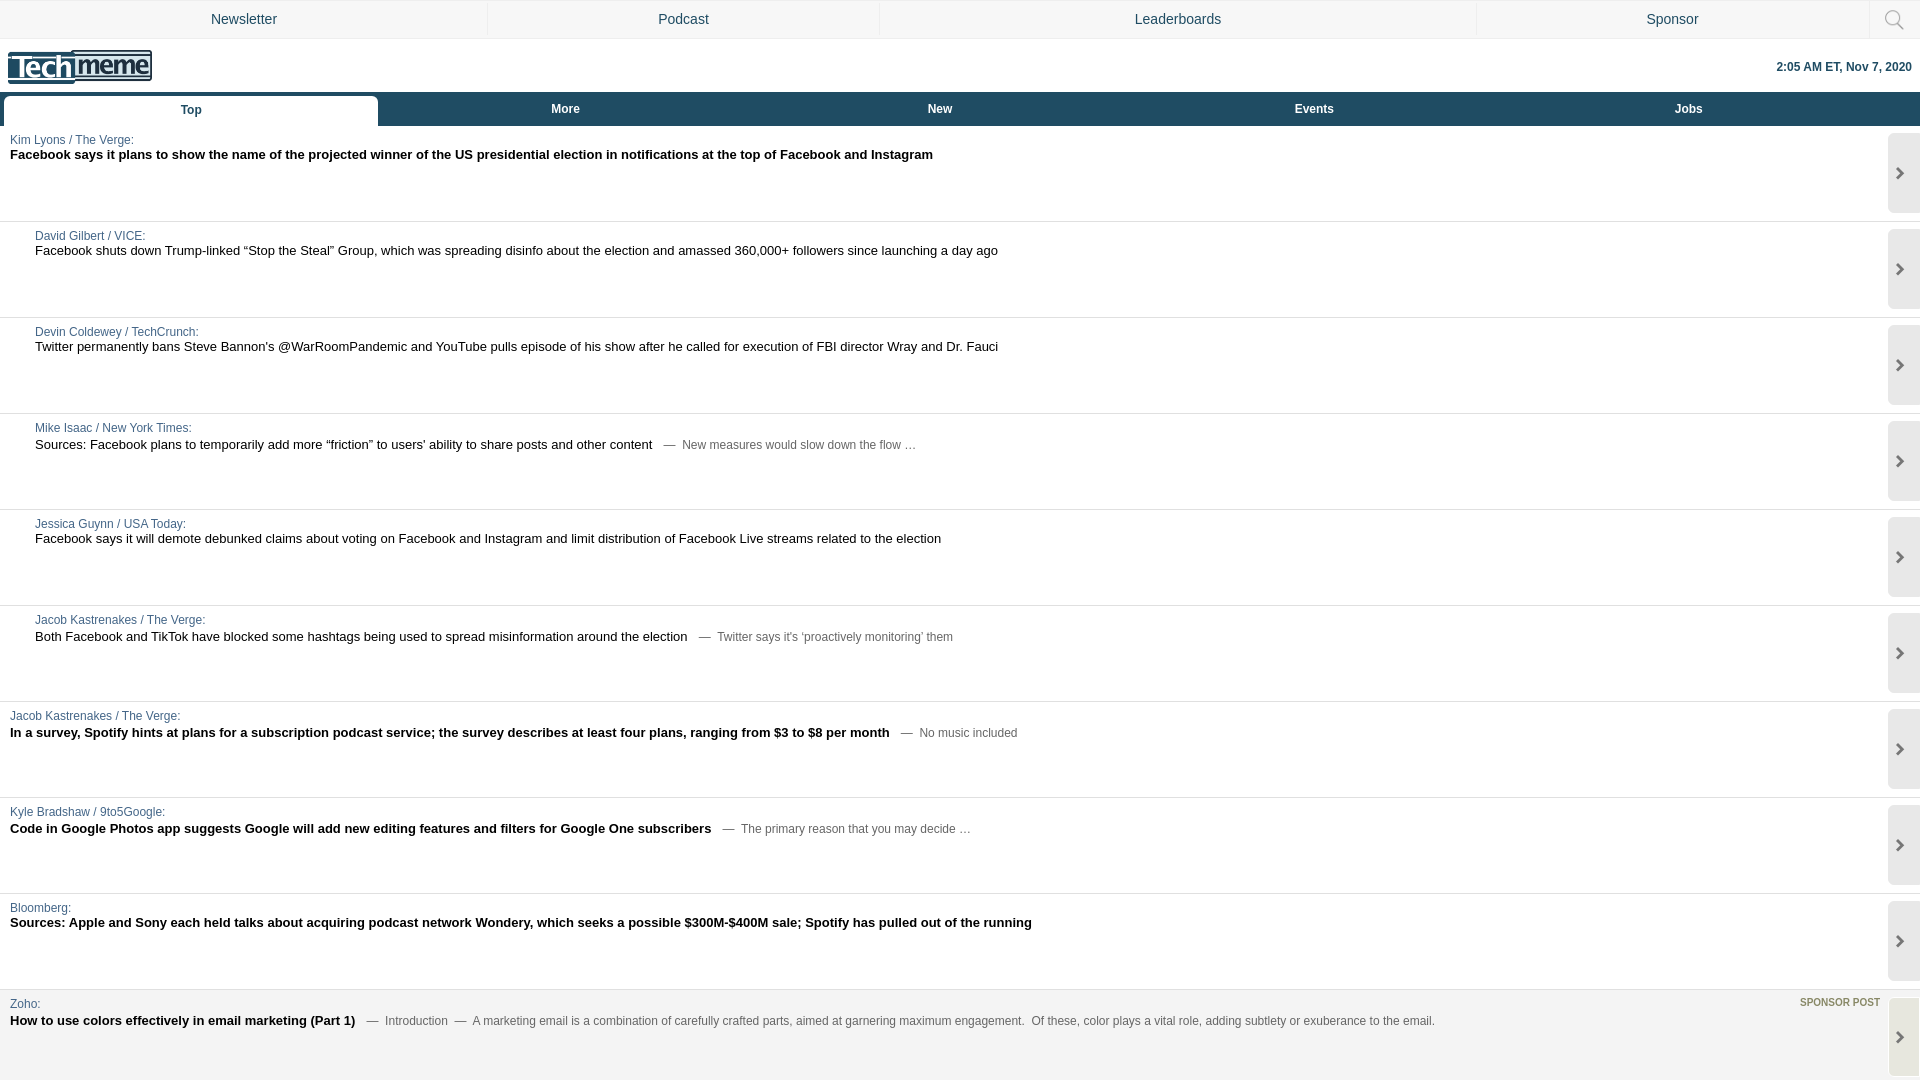 Newsletter
Podcast
Leaderboards
Sponsor
Techmeme
2:05 AM ET, Nov 7, 2020
Top
More
New
Events
Jobs
Kim Lyons / The Verge:
Facebook says it plans to show the name of the projected winner of the US presidential election in notifications at the top of Facebook and Instagram
David Gilbert / VICE:
Facebook shuts down Trump-linked “Stop the Steal” Group, which was spreading disinfo about the election and amassed 360,000+ followers since launching a day ago
Devin Coldewey / TechCrunch:
Twitter permanently bans Steve Bannon's @WarRoomPandemic and YouTube pulls episode of his show after he called for execution of FBI director Wray and Dr. Fauci
Mike Isaac / New York Times:
Sources: Facebook plans to temporarily add more “friction” to users' ability to share posts and other content — New measures would slow down the flow …
Jessica Guynn / USA Today:
Facebook says it will demote debunked claims about voting on Facebook and Instagram and limit distribution of Facebook Live streams related to the election
Jacob Kastrenakes / The Verge:
Both Facebook and TikTok have blocked some hashtags being used to spread misinformation around the election — Twitter says it's ‘proactively monitoring’ them
Jacob Kastrenakes / The Verge:
In a survey, Spotify hints at plans for a subscription podcast service; the survey describes at least four plans, ranging from $3 to $8 per month — No music included
Kyle Bradshaw / 9to5Google:
Code in Google Photos app suggests Google will add new editing features and filters for Google One subscribers — The primary reason that you may decide …
Bloomberg:
Sources: Apple and Sony each held talks about acquiring podcast network Wondery, which seeks a possible $300M-$400M sale; Spotify has pulled out of the running
Zoho:
SPONSOR POST
How to use colors effectively in email marketing (Part 1) — Introduction — A marketing email is a combination of carefully crafted parts, aimed at garnering maximum engagement. Of these, color plays a vital role, adding subtlety or exuberance to the email.